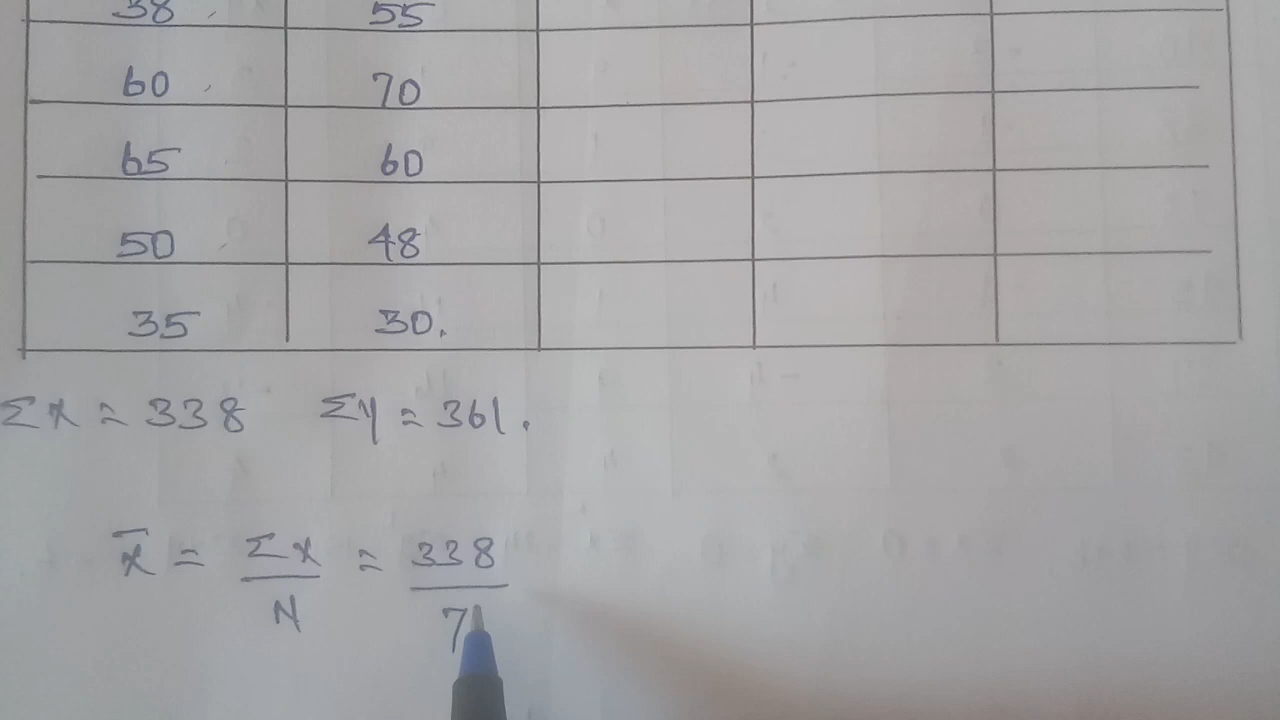 38 55
60 70
65 60
50 48
35 30.
Σx = 338 Σy = 361.
x̄ = Σx/N = 338/7